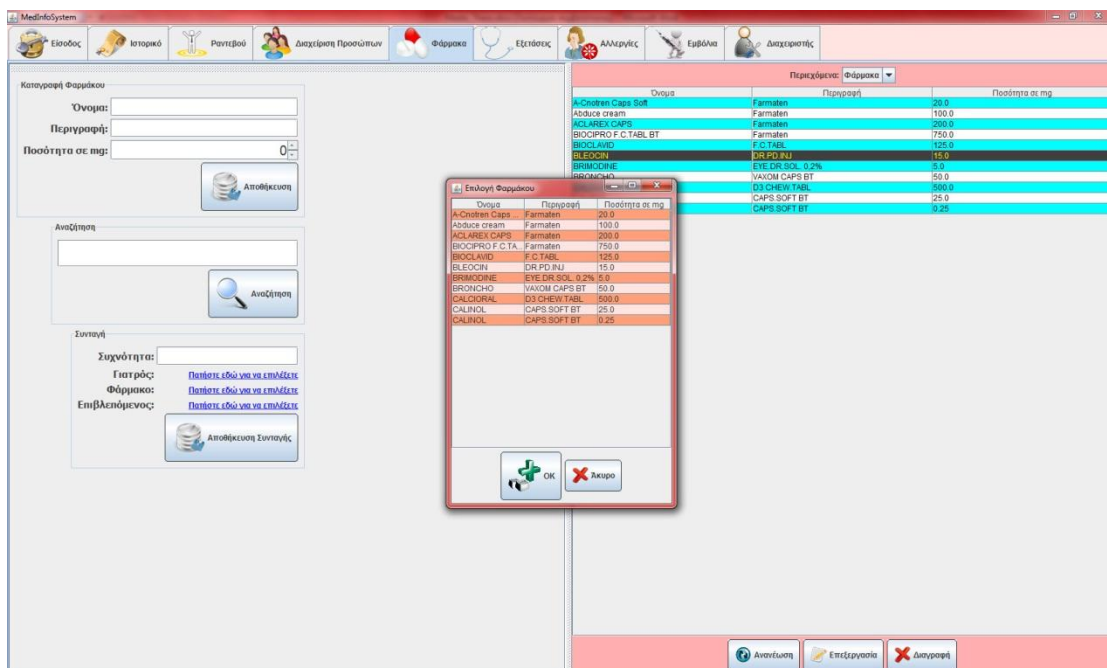 MedInfoSystem
Είσοδος Ιστορικό Ραντεβού Διαχείριση Προσώπων Φάρμακα Εξετάσεις Αλλεργίες Εμβόλια Διαχειριστής
Καταγραφή Φαρμάκου
Όνομα:
Περιγραφή:
Ποσότητα σε mg: 0
Αποθήκευση
Αναζήτηση
Αναζήτηση
Συνταγή
Συχνότητα:
Γιατρός: Πατήστε εδώ για να επιλέξετε
Φάρμακο: Πατήστε εδώ για να επιλέξετε
Επιβλεπόμενος: Πατήστε εδώ για να επιλέξετε
Αποθήκευση Συνταγής
Επιλογή Φαρμάκου
Όνομα Περιγραφή Ποσότητα σε mg
A-Cnotren Caps ... Farmaten 20.0
Abduce cream Farmaten 100.0
ACLAREX CAPS Farmaten 200.0
BIOCIPRO F.C.TA... Farmaten 750.0
BIOCLAVID F.C.TABL 125.0
BLEOCIN DR.PD.INJ 15.0
BRIMODINE EYE.DR.SOL. 0,2% 5.0
BRONCHO VAXOM CAPS BT 50.0
CALCIORAL D3 CHEW.TABL 500.0
CALINOL CAPS.SOFT BT 25.0
CALINOL CAPS.SOFT BT 0.25
OK Άκυρο
Περιεχόμενα: Φάρμακα
Όνομα Περιγραφή Ποσότητα σε mg
A-Cnotren Caps Soft Farmaten 20.0
Abduce cream Farmaten 100.0
ACLAREX CAPS Farmaten 200.0
BIOCIPRO F.C.TABL BT Farmaten 750.0
BIOCLAVID F.C.TABL 125.0
BLEOCIN DR.PD.INJ 15.0
BRIMODINE EYE.DR.SOL. 0,2% 5.0
BRONCHO VAXOM CAPS BT 50.0
D3 CHEW.TABL 500.0
CAPS.SOFT BT 25.0
CAPS.SOFT BT 0.25
Ανανέωση Επεξεργασία Διαγραφή